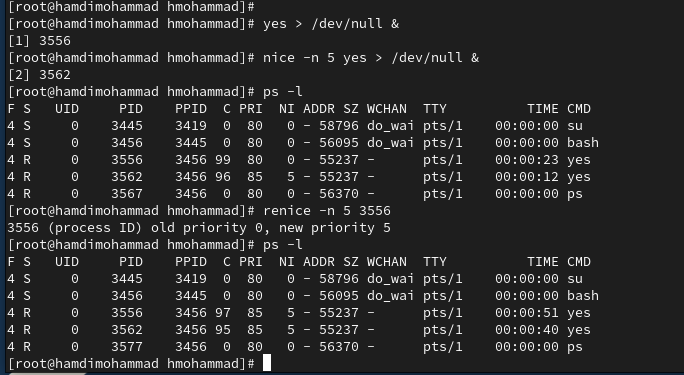 [root@hamdimohammad hmohammad]#
[root@hamdimohammad hmohammad]# yes > /dev/null &
[1] 3556
[root@hamdimohammad hmohammad]# nice -n 5 yes > /dev/null &
[2] 3562
[root@hamdimohammad hmohammad]# ps -l
F S   UID     PID    PPID  C PRI  NI ADDR SZ WCHAN  TTY          TIME CMD
4 S     0    3445    3419  0  80   0 - 58796 do_wai pts/1    00:00:00 su
4 S     0    3456    3445  0  80   0 - 56095 do_wai pts/1    00:00:00 bash
4 R     0    3556    3456 99  80   0 - 55237 -      pts/1    00:00:23 yes
4 R     0    3562    3456 96  85   5 - 55237 -      pts/1    00:00:12 yes
4 R     0    3567    3456  0  80   0 - 56370 -      pts/1    00:00:00 ps
[root@hamdimohammad hmohammad]# renice -n 5 3556
3556 (process ID) old priority 0, new priority 5
[root@hamdimohammad hmohammad]# ps -l
F S   UID     PID    PPID  C PRI  NI ADDR SZ WCHAN  TTY          TIME CMD
4 S     0    3445    3419  0  80   0 - 58796 do_wai pts/1    00:00:00 su
4 S     0    3456    3445  0  80   0 - 56095 do_wai pts/1    00:00:00 bash
4 R     0    3556    3456 97  85   5 - 55237 -      pts/1    00:00:51 yes
4 R     0    3562    3456 95  85   5 - 55237 -      pts/1    00:00:40 yes
4 R     0    3577    3456  0  80   0 - 56370 -      pts/1    00:00:00 ps
[root@hamdimohammad hmohammad]#